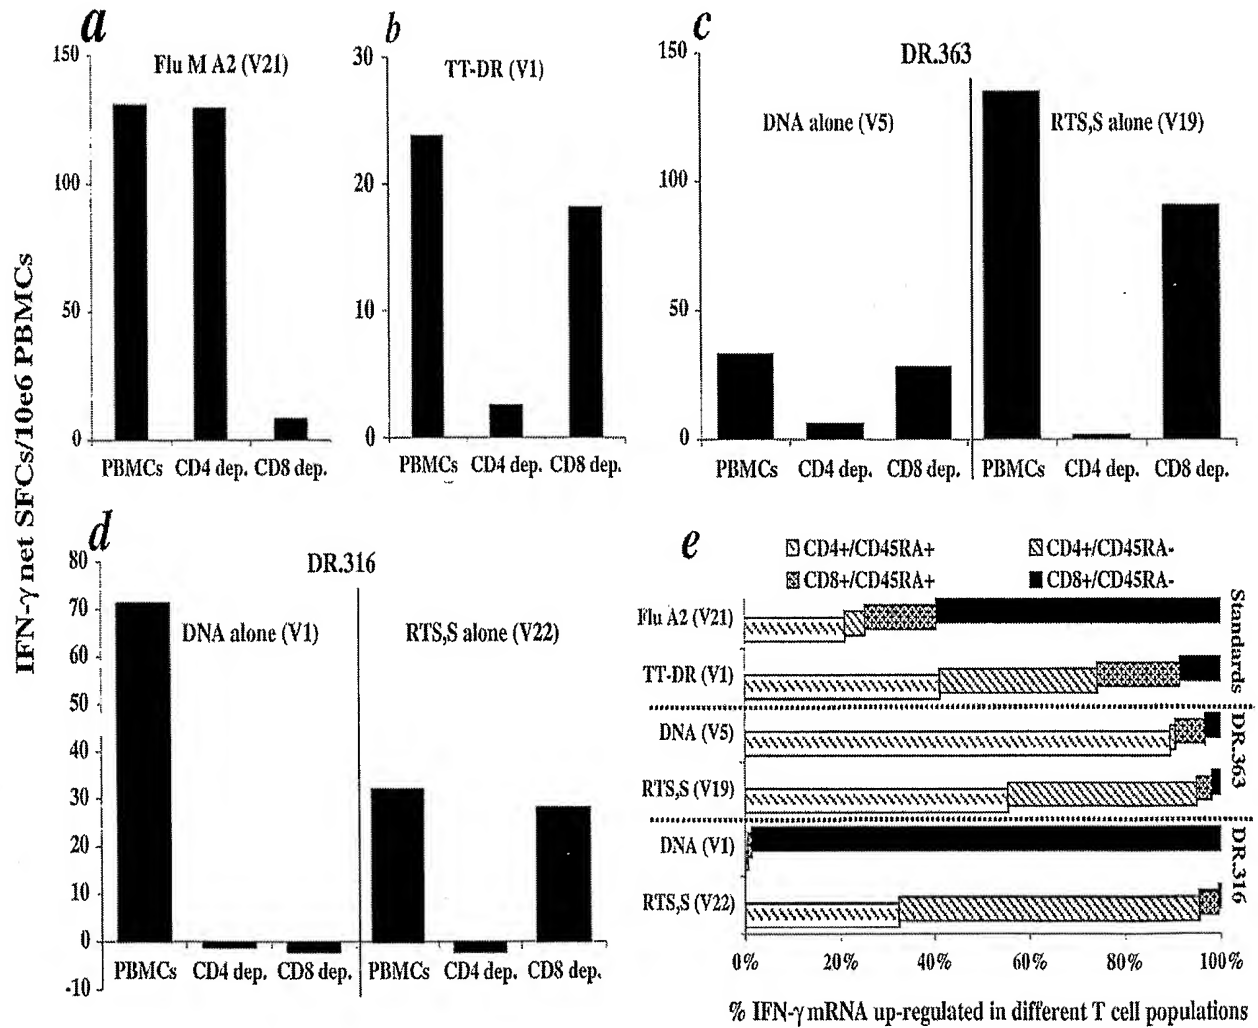 IFN-γ net SFCs/10e6 PBMCs
a
Flu M A2 (V21)
150
100
50
0
PBMCs CD4 dep. CD8 dep.
b
TT-DR (V1)
30
20
10
0
PBMCs CD4 dep. CD8 dep.
c
DR.363
DNA alone (V5) RTS,S alone (V19)
150
100
50
0
PBMCs CD4 dep. CD8 dep. PBMCs CD4 dep. CD8 dep.
d
DR.316
DNA alone (V1) RTS,S alone (V22)
80
70
60
50
40
30
20
10
0
-10
PBMCs CD4 dep. CD8 dep. PBMCs CD4 dep. CD8 dep.
e
CD4+/CD45RA+ CD4+/CD45RA-
CD8+/CD45RA+ CD8+/CD45RA-
Flu A2 (V21)
TT-DR (V1)
Standards
DNA (V5)
RTS,S (V19)
DR.363
DNA (V1)
RTS,S (V22)
DR.316
0% 20% 40% 60% 80% 100%
% IFN-γ mRNA up-regulated in different T cell populations